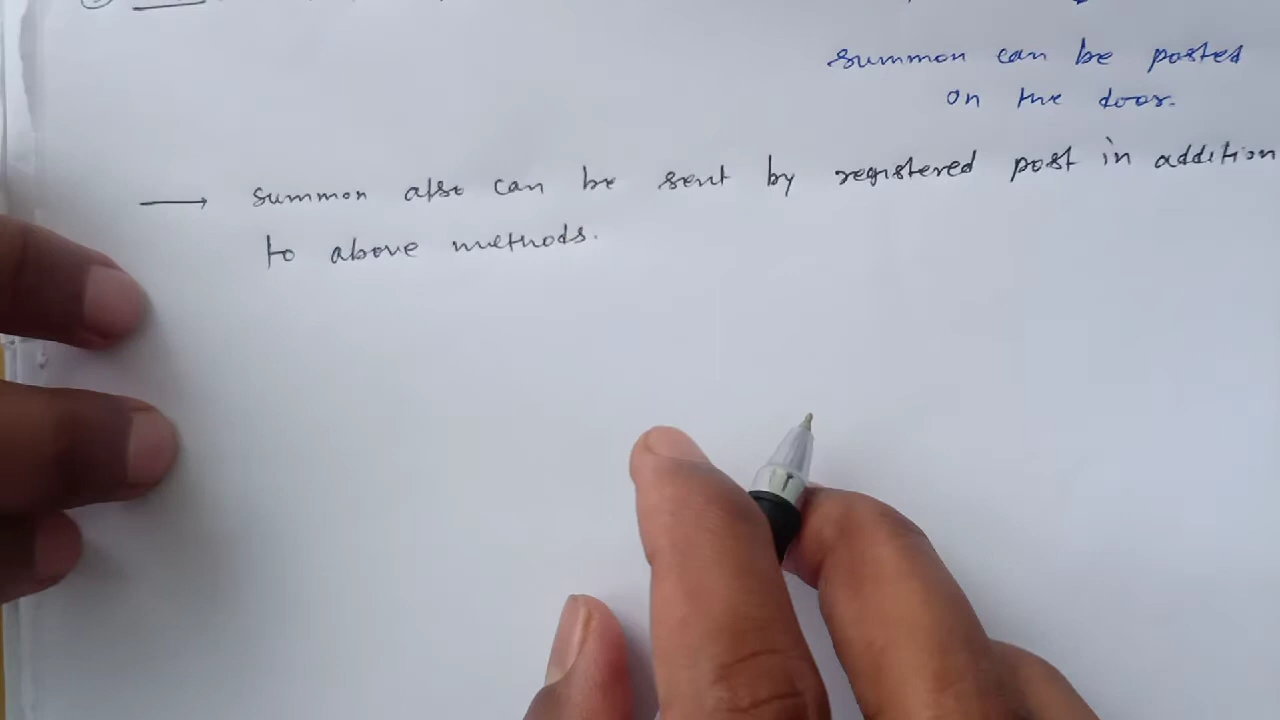 summon can be posted
on the door.
→ summon also can be sent by registered post in addition
to above methods.